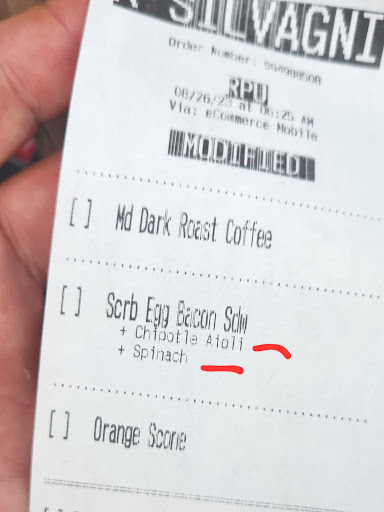 A SILVAGNI
Order Number: 964988508
RPU
08/26/23 at 06:25 AM
Via: eCommerce Mobile
MODIFIED
[ ] Md Dark Roast Coffee
[ ] Scrb Egg Bacon Sdw
+ Chipotle Aioli
+ Spinach
[ ] Orange Scone